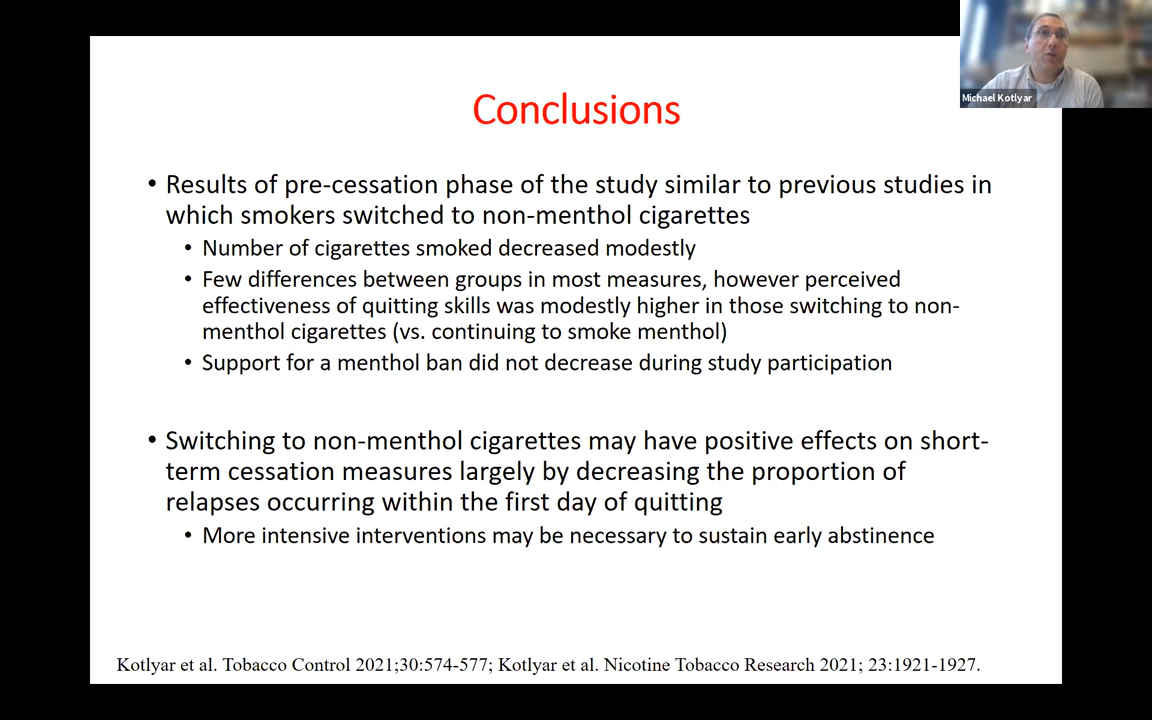 Michael Kotlyar
Conclusions
• Results of pre-cessation phase of the study similar to previous studies in
which smokers switched to non-menthol cigarettes
• Number of cigarettes smoked decreased modestly
• Few differences between groups in most measures, however perceived
effectiveness of quitting skills was modestly higher in those switching to non-
menthol cigarettes (vs. continuing to smoke menthol)
• Support for a menthol ban did not decrease during study participation
• Switching to non-menthol cigarettes may have positive effects on short-
term cessation measures largely by decreasing the proportion of
relapses occurring within the first day of quitting
• More intensive interventions may be necessary to sustain early abstinence
Kotlyar et al. Tobacco Control 2021;30:574-577; Kotlyar et al. Nicotine Tobacco Research 2021; 23:1921-1927.